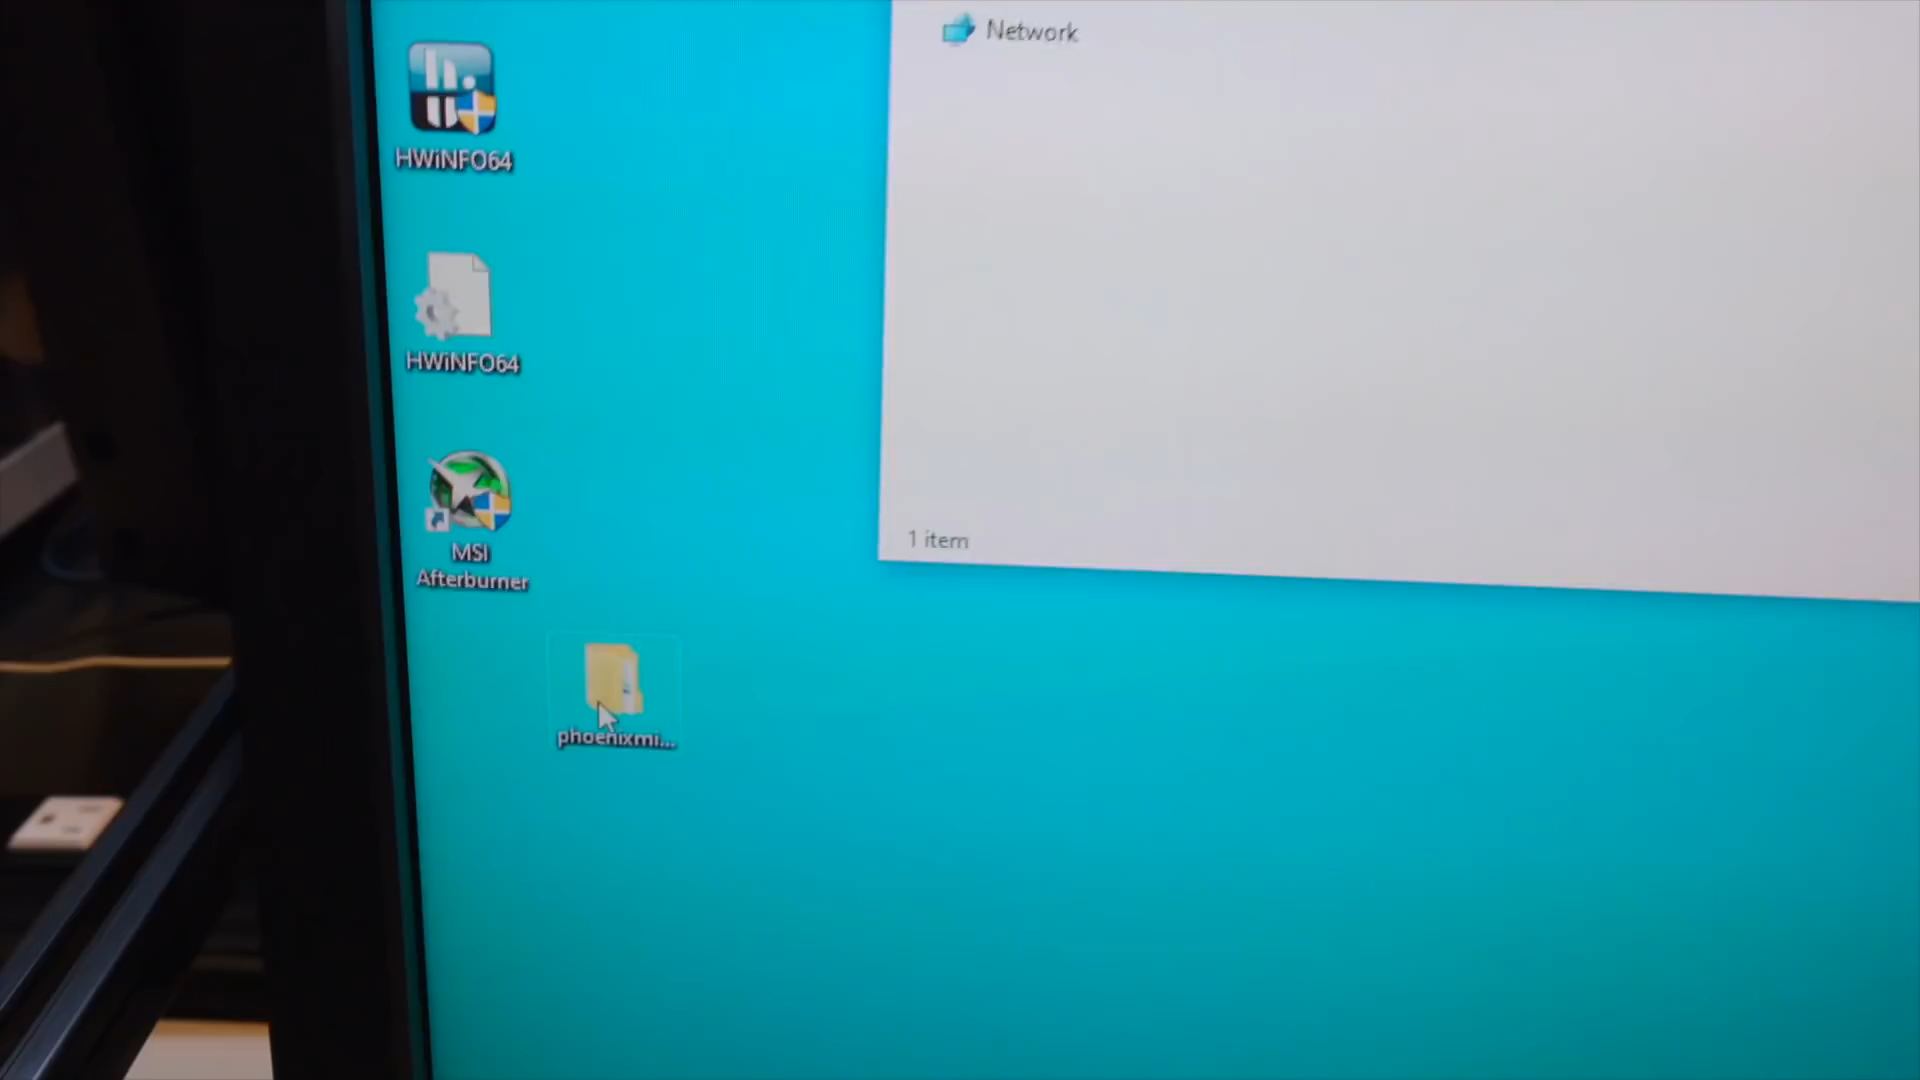 Network
HWiNFO64
HWiNFO64
MSI
Afterburner
1 item
phoenixmi...